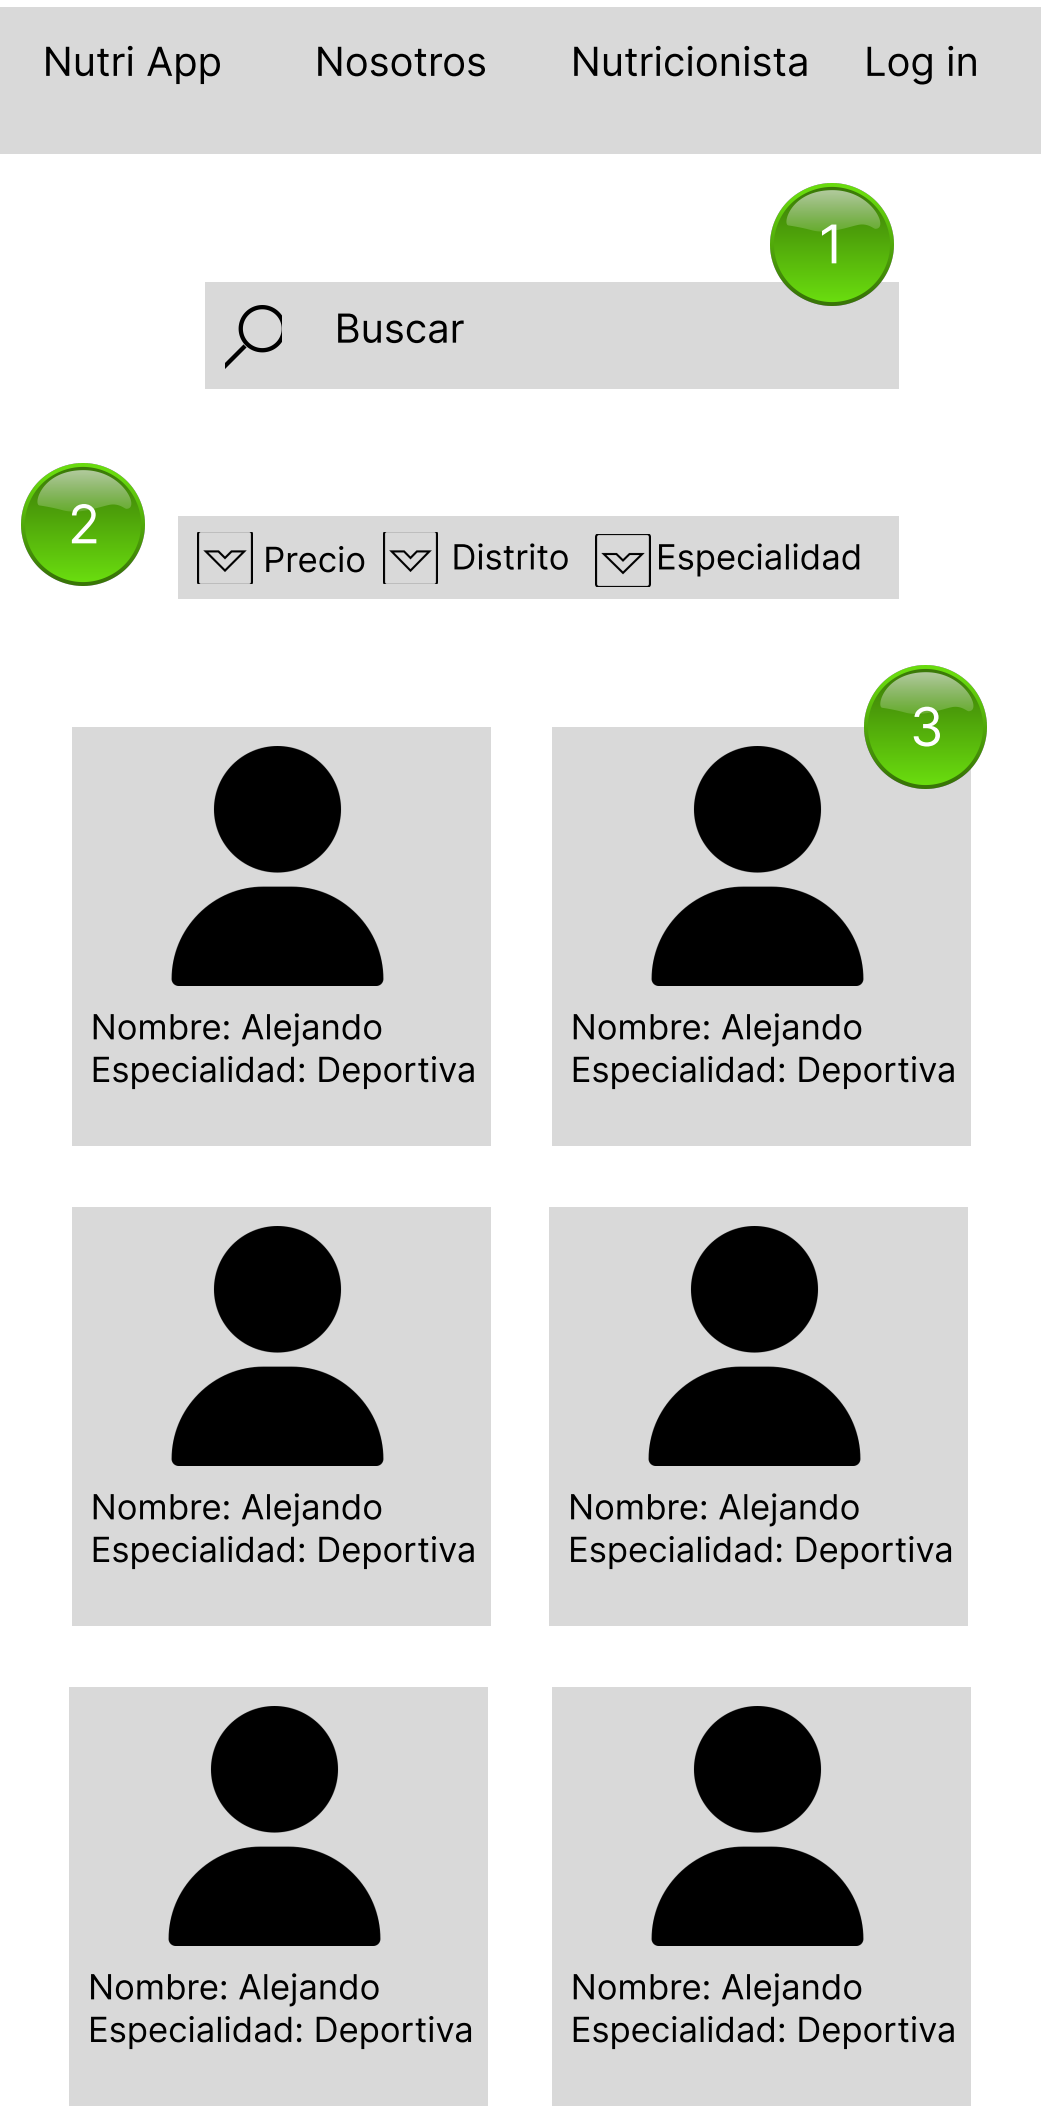 Nutri App Nosotros Nutricionista Log in
1
Buscar
2
Precio Distrito Especialidad
3
Nombre: Alejando
Especialidad: Deportiva
Nombre: Alejando
Especialidad: Deportiva
Nombre: Alejando
Especialidad: Deportiva
Nombre: Alejando
Especialidad: Deportiva
Nombre: Alejando
Especialidad: Deportiva
Nombre: Alejando
Especialidad: Deportiva